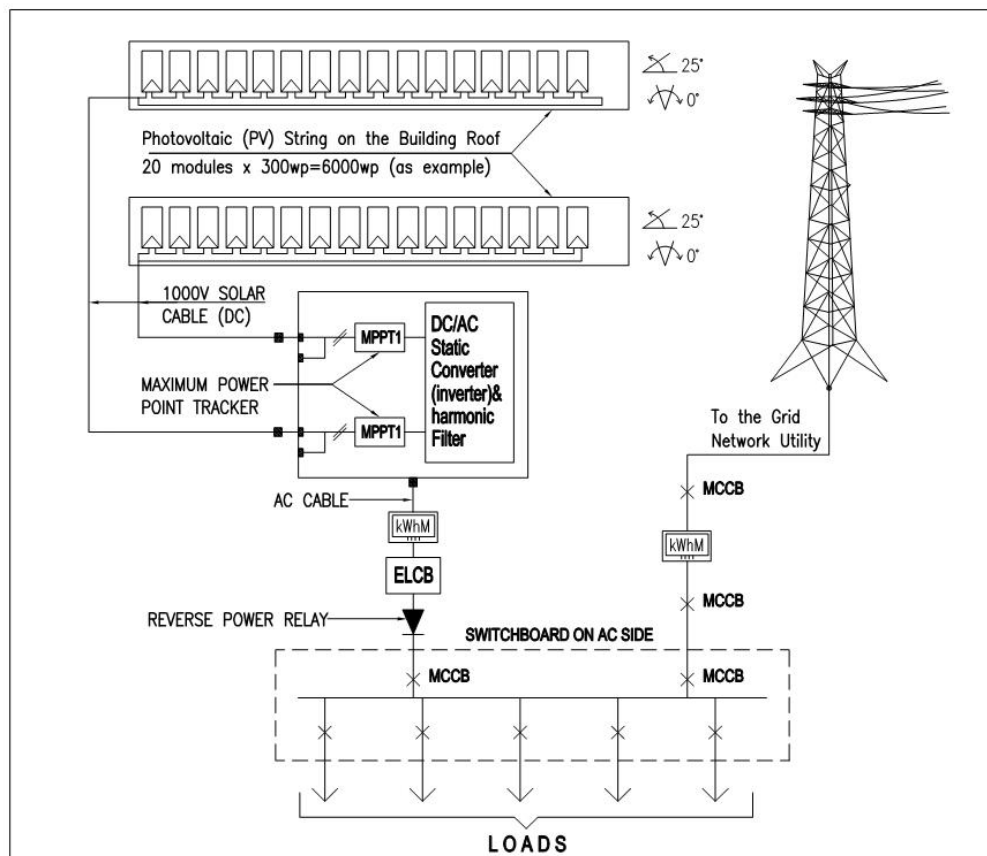 25°
0°
Photovoltaic (PV) String on the Building Roof
20 modules x 300wp=6000wp (as example)
25°
0°
1000V SOLAR
CABLE (DC)
MPPT1
DC/AC
Static
Converter
(inverter)&
harmonic
Filter
MAXIMUM POWER
POINT TRACKER
MPPT1
To the Grid
Network Utility
AC CABLE
MCCB
kWhM
kWhM
ELCB
MCCB
REVERSE POWER RELAY
SWITCHBOARD ON AC SIDE
MCCB
MCCB
LOADS